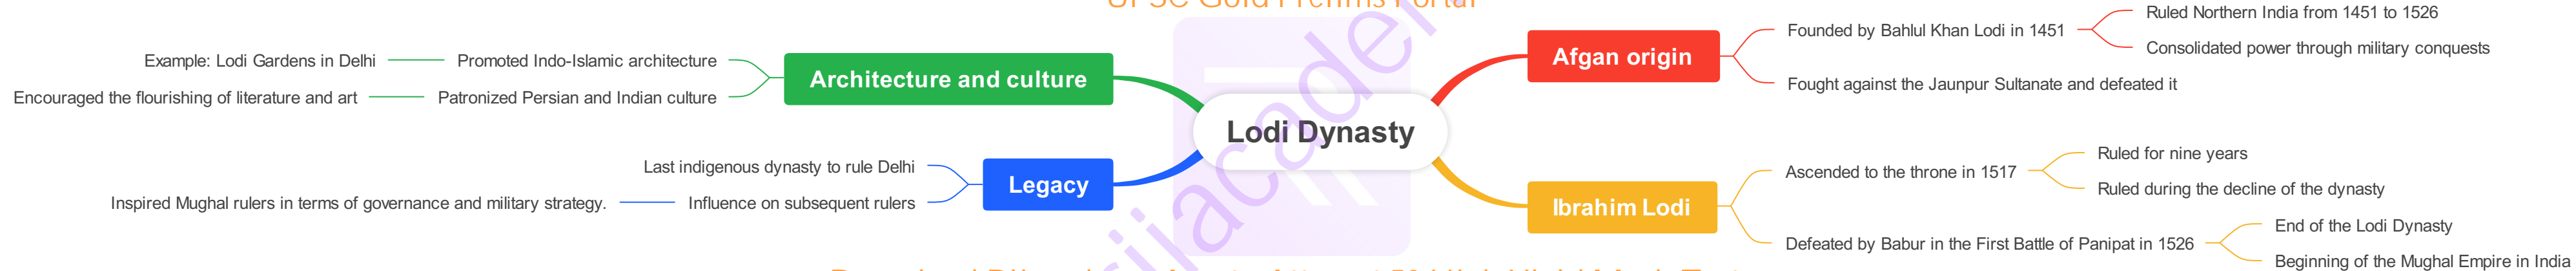 UPSC Gold Prelims Portal
Lodi Dynasty
Afgan origin
Founded by Bahlul Khan Lodi in 1451
Ruled Northern India from 1451 to 1526
Consolidated power through military conquests
Fought against the Jaunpur Sultanate and defeated it
Ibrahim Lodi
Ascended to the throne in 1517
Ruled for nine years
Ruled during the decline of the dynasty
Defeated by Babur in the First Battle of Panipat in 1526
End of the Lodi Dynasty
Beginning of the Mughal Empire in India
Architecture and culture
Promoted Indo-Islamic architecture
Example: Lodi Gardens in Delhi
Patronized Persian and Indian culture
Encouraged the flourishing of literature and art
Legacy
Last indigenous dynasty to rule Delhi
Influence on subsequent rulers
Inspired Mughal rulers in terms of governance and military strategy.